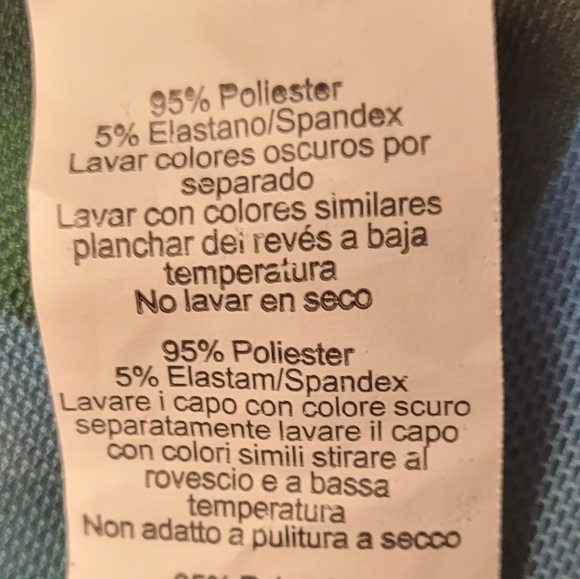 95% Poliester
5% Elastano/Spandex
Lavar colores oscuros por
separado
Lavar con colores similares
planchar del revés a baja
temperatura
No lavar en seco
95% Poliester
5% Elastam/Spandex
Lavare i capo con colore scuro
separatamente lavare il capo
con colori simili stirare al
rovescio e a bassa
temperatura
Non adatto a pulitura a secco